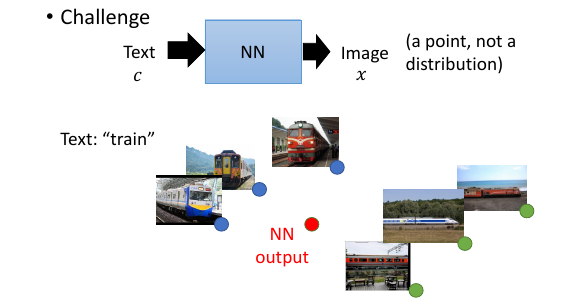 • Challenge
Text
c
NN
Image
x
(a point, not a
distribution)
Text: “train”
NN
output